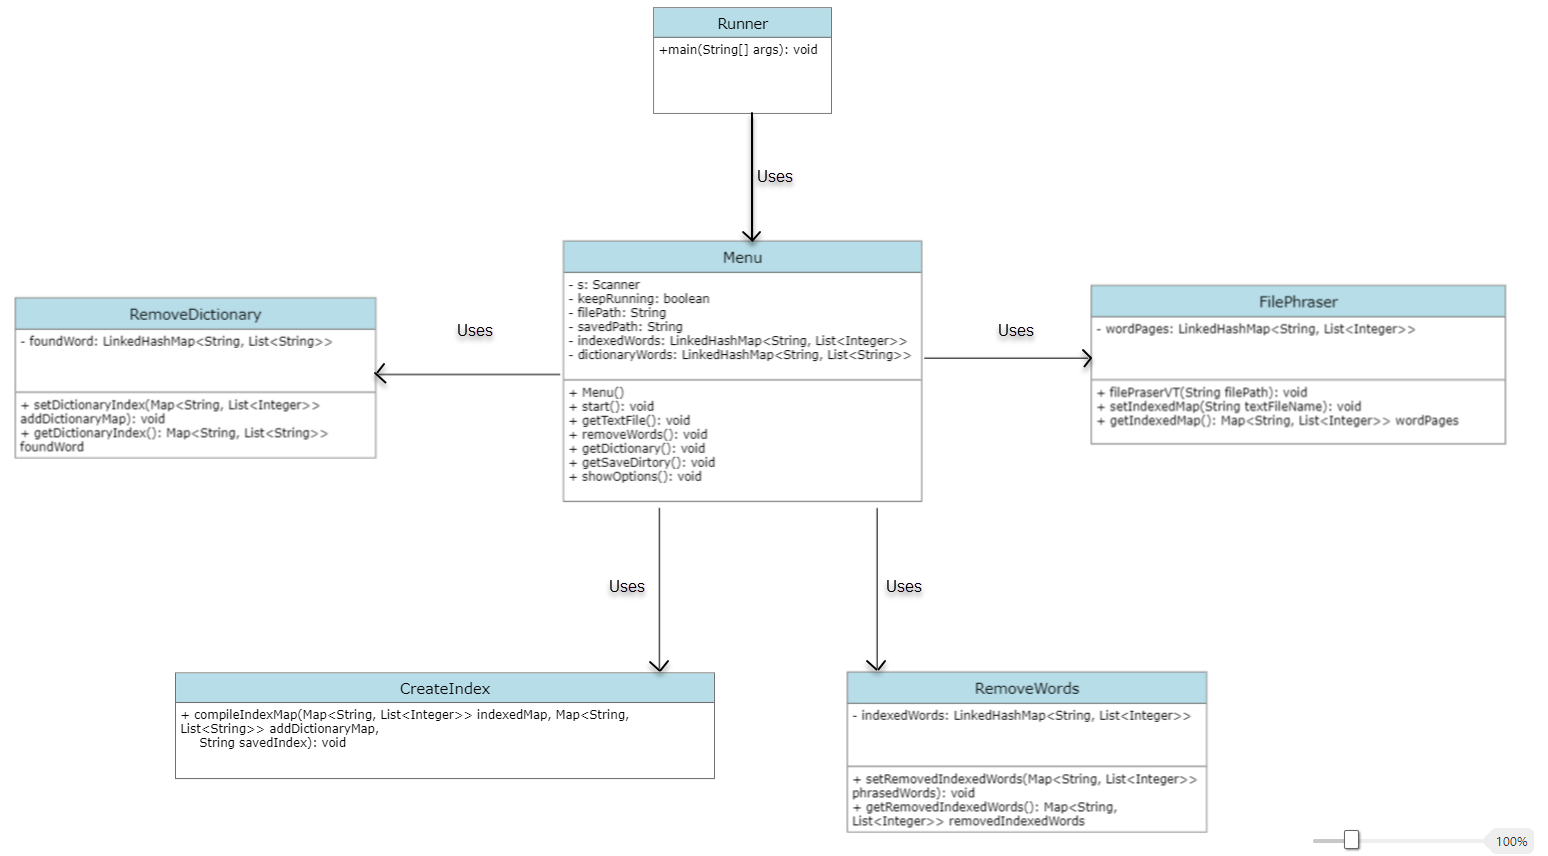 Runner
+main(String[] args): void
Uses
Menu
- s: Scanner
- keepRunning: boolean
- filePath: String
- savedPath: String
- indexedWords: LinkedHashMap<String, List<Integer>>
- dictionaryWords: LinkedHashMap<String, List<String>>
+ Menu()
+ start(): void
+ getTextFile(): void
+ removeWords(): void
+ getDictionary(): void
+ getSaveDirtory(): void
+ showOptions(): void
Uses
RemoveDictionary
- foundWord: LinkedHashMap<String, List<String>>
+ setDictionaryIndex(Map<String, List<Integer>>
addDictionaryMap): void
+ getDictionaryIndex(): Map<String, List<String>>
foundWord
Uses
FilePhraser
- wordPages: LinkedHashMap<String, List<Integer>>
+ filePraserVT(String filePath): void
+ setIndexedMap(String textFileName): void
+ getIndexedMap(): Map<String, List<Integer>> wordPages
Uses
CreateIndex
+ compileIndexMap(Map<String, List<Integer>> indexedMap, Map<String,
List<String>> addDictionaryMap,
String savedIndex): void
Uses
RemoveWords
- indexedWords: LinkedHashMap<String, List<Integer>>
+ setRemovedIndexedWords(Map<String, List<Integer>>
phrasedWords): void
+ getRemovedIndexedWords(): Map<String,
List<Integer>> removedIndexedWords
100%